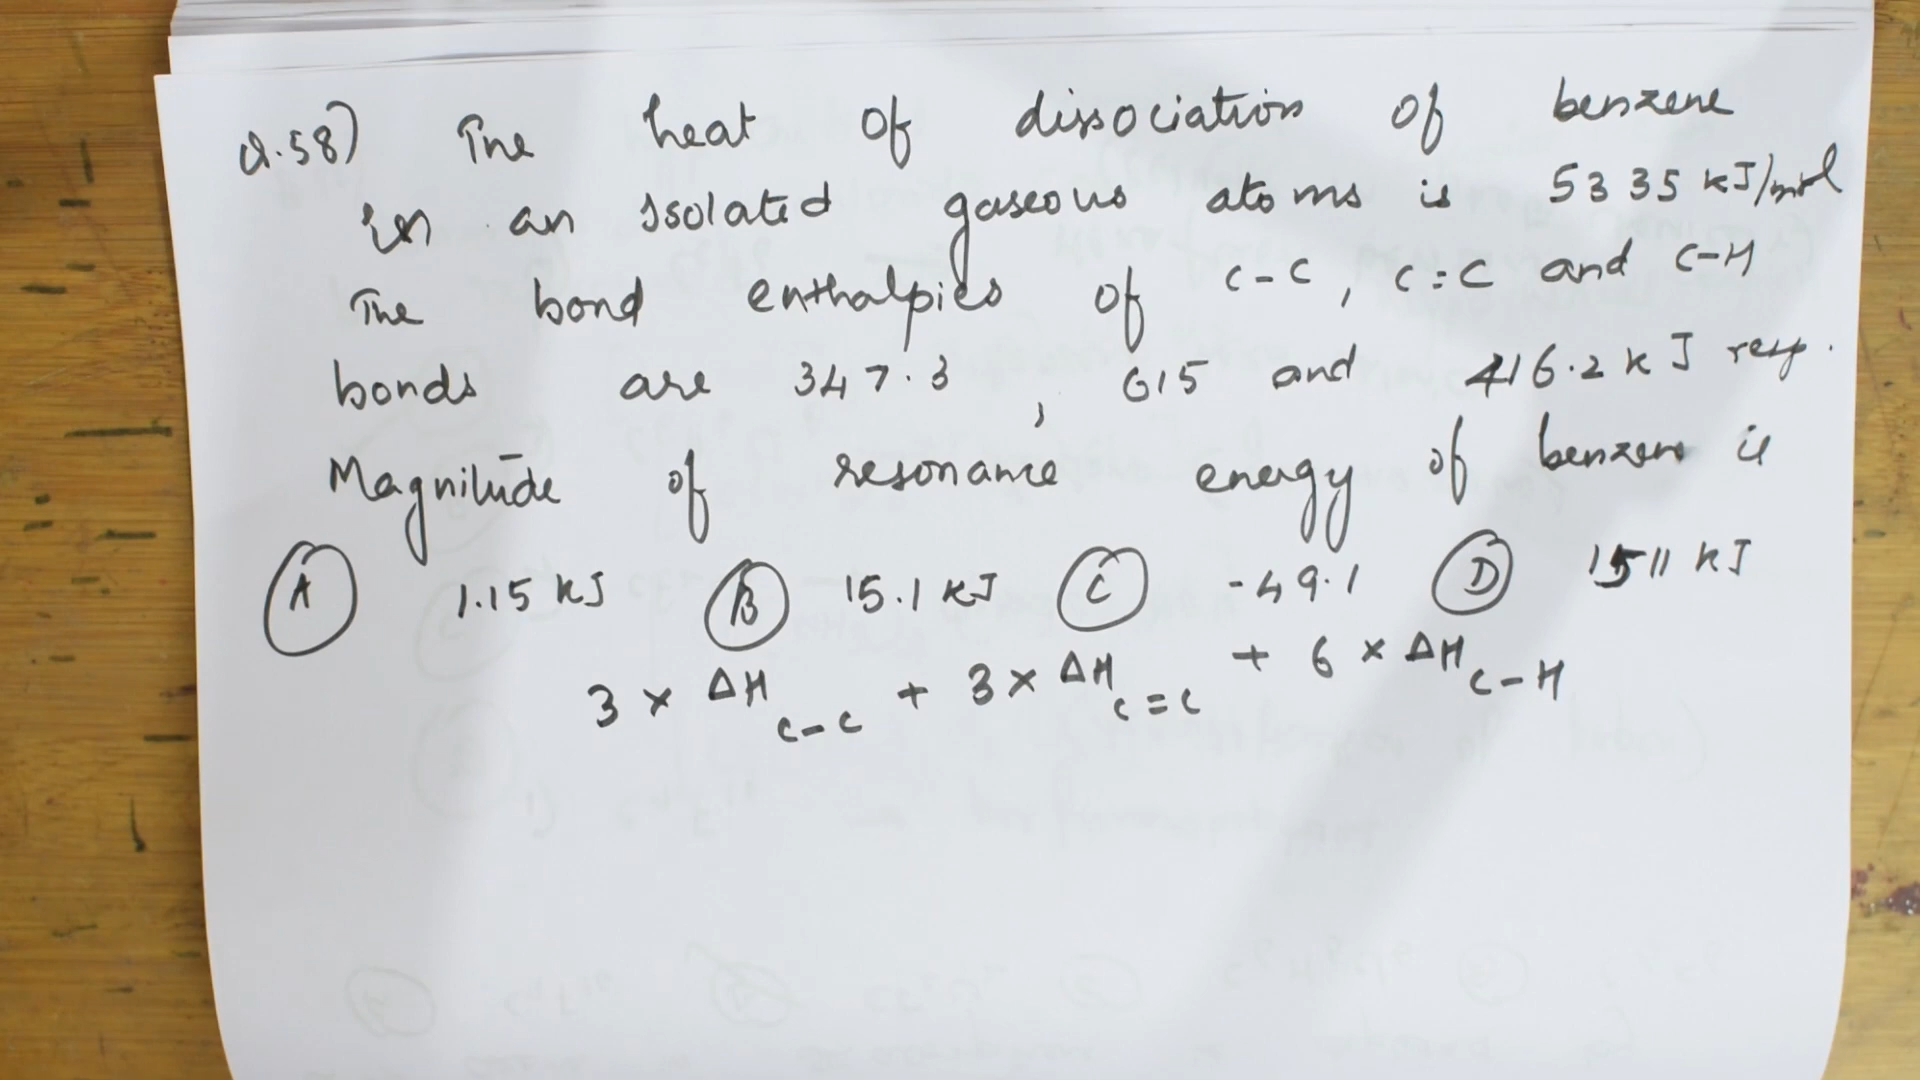 Q.58) The heat of dissociation of benzene
in an isolated gaseous atoms is 5335 kJ/mol
The bond enthalpies of C-C, C=C and C-H
bonds are 347.3, 615 and 416.2 kJ resp.
Magnitude of resonance energy of benzene is
A 1.15 kJ B 15.1 kJ C -49.1 D 1511 kJ
3 × ΔH C-C + 3 × ΔH C=C + 6 × ΔH C-H